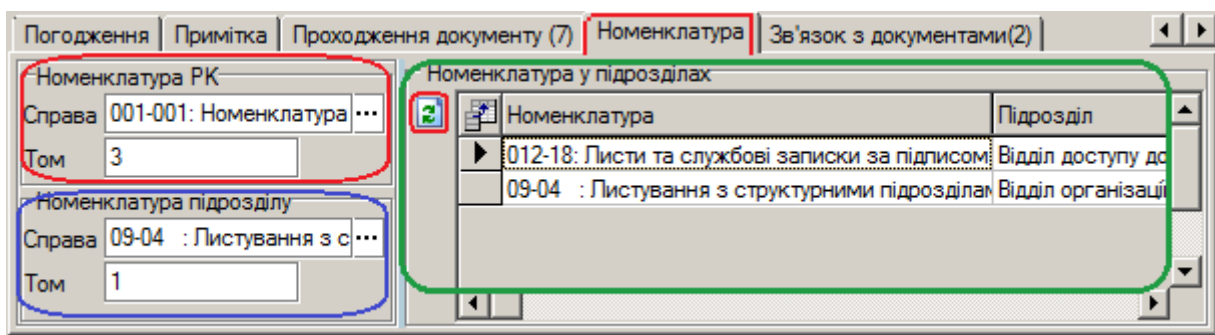 Погодження Примітка Проходження документу (7) Номенклатура Зв'язок з документами(2)
Номенклатура РК
Справа 001-001: Номенклатура ...
Том 3
Номенклатура підрозділу
Справа 09-04 : Листування з с ...
Том 1
Номенклатура у підрозділах
Номенклатура Підрозділ
012-18: Листи та службові записки за підписом Відділ доступу до
09-04 : Листування з структурними підрозділам Відділ організації